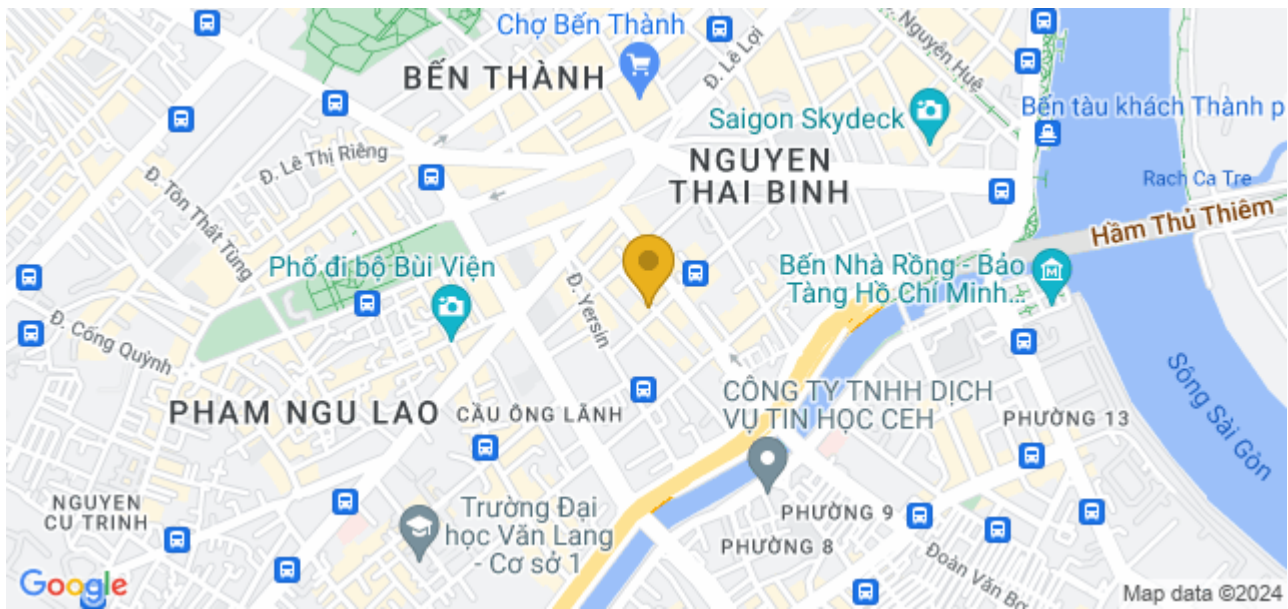 Chợ Bến Thành
Đ. Lê Lợi
Nguyễn Huệ
BẾN THÀNH
Saigon Skydeck
Bến tàu khách Thành p
Đ. Lê Thị Riêng
NGUYEN
THAI BINH
Rach Ca Tre
Đ. Tôn Thất Tùng
Hầm Thủ Thiêm
Phố đi bộ Bùi Viện
Đ. Yersin
Bến Nhà Rồng - Bảo
Tàng Hồ Chí Minh...
Đ. Cống Quỳnh
Sông Sài Gòn
CÔNG TY TNHH DỊCH
VỤ TIN HỌC CEH
PHAM NGU LAO
CẦU ÔNG LÃNH
PHƯỜNG 13
NGUYEN
CU TRINH
Trường Đại
học Văn Lang
- Cơ sở 1
PHƯỜNG 9
PHƯỜNG 8
Đoàn Văn Bơ
Google
Map data ©2024